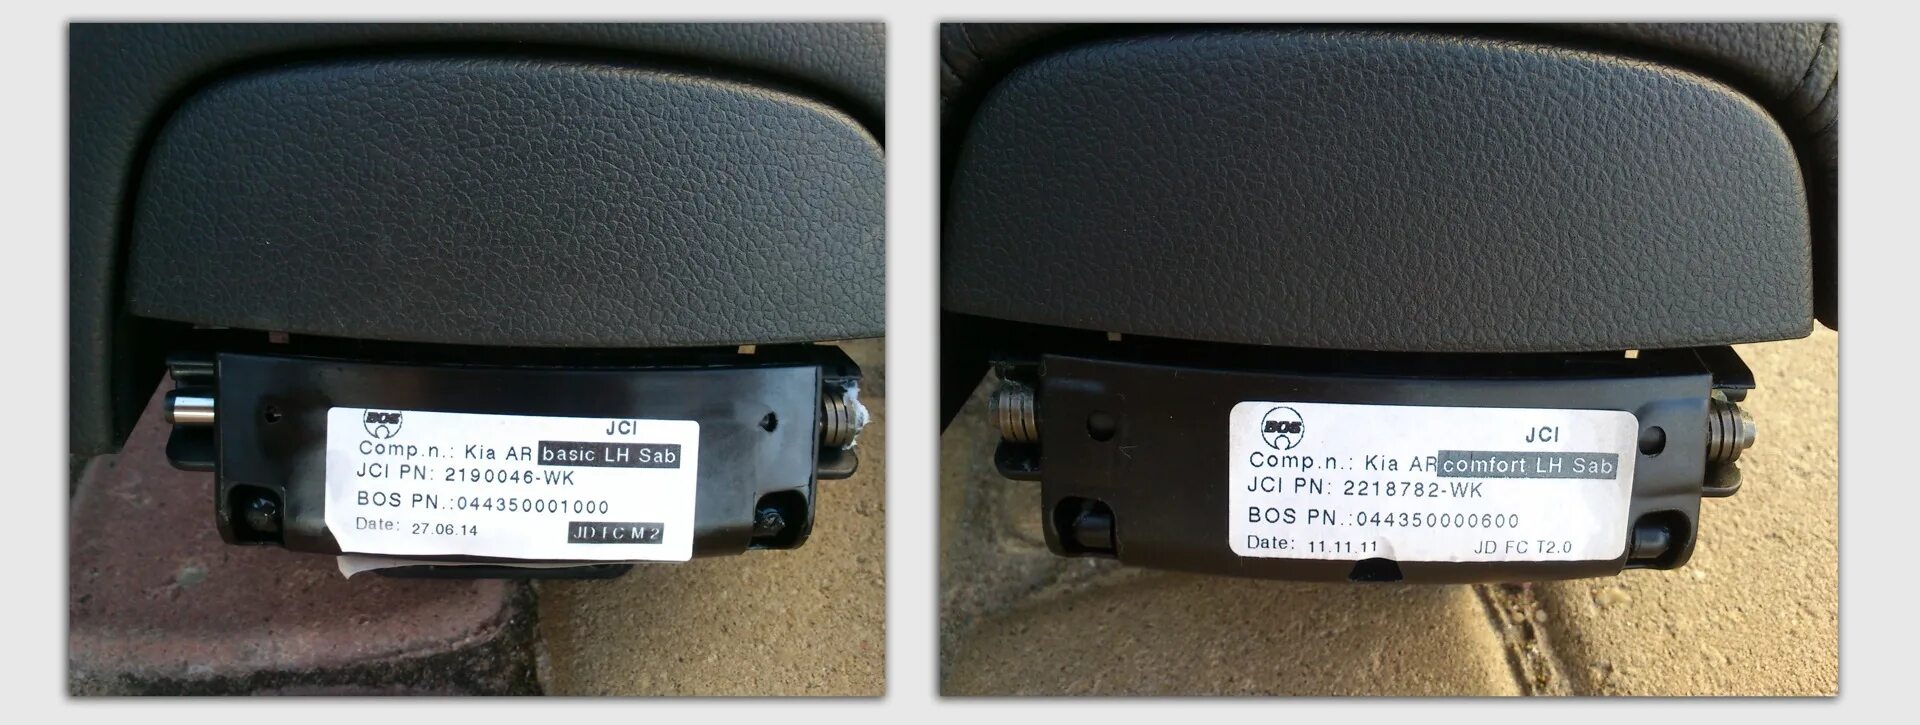 BOS
JCI
Comp.n.: Kia AR basic LH Sab
JCI PN: 2190046-WK
BOS PN.:044350001000
Date: 27.06.14 JD FC M 2
BOS
JCI
Comp.n.: Kia AR comfort LH Sab
JCI PN: 2218782-WK
BOS PN.:044350000600
Date: 11.11.11 JD FC T2.0